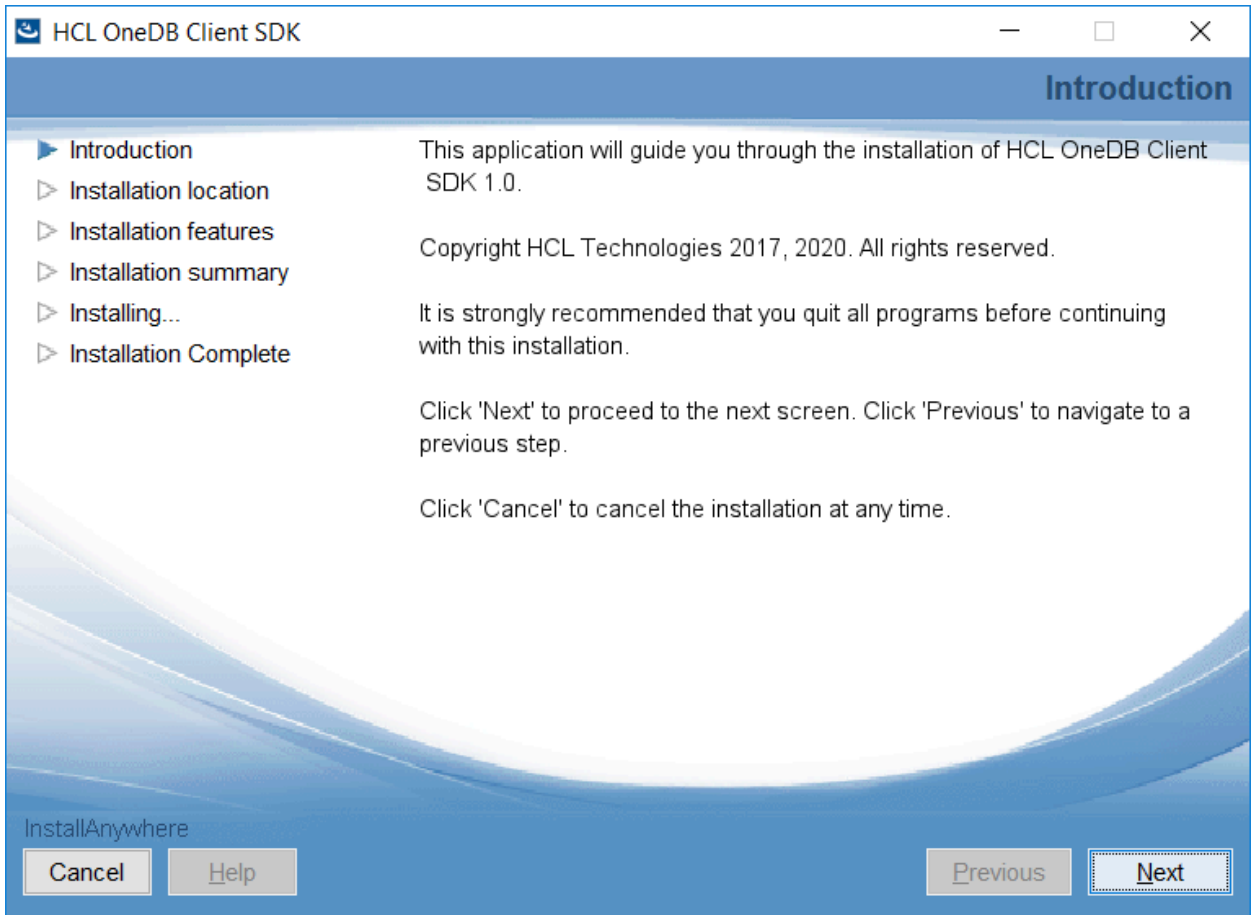 HCL OneDB Client SDK
Introduction
Introduction
Installation location
Installation features
Installation summary
Installing...
Installation Complete
This application will guide you through the installation of HCL OneDB Client
SDK 1.0.
Copyright HCL Technologies 2017, 2020. All rights reserved.
It is strongly recommended that you quit all programs before continuing
with this installation.
Click 'Next' to proceed to the next screen. Click 'Previous' to navigate to a
previous step.
Click 'Cancel' to cancel the installation at any time.
InstallAnywhere
Cancel
Help
Previous
Next